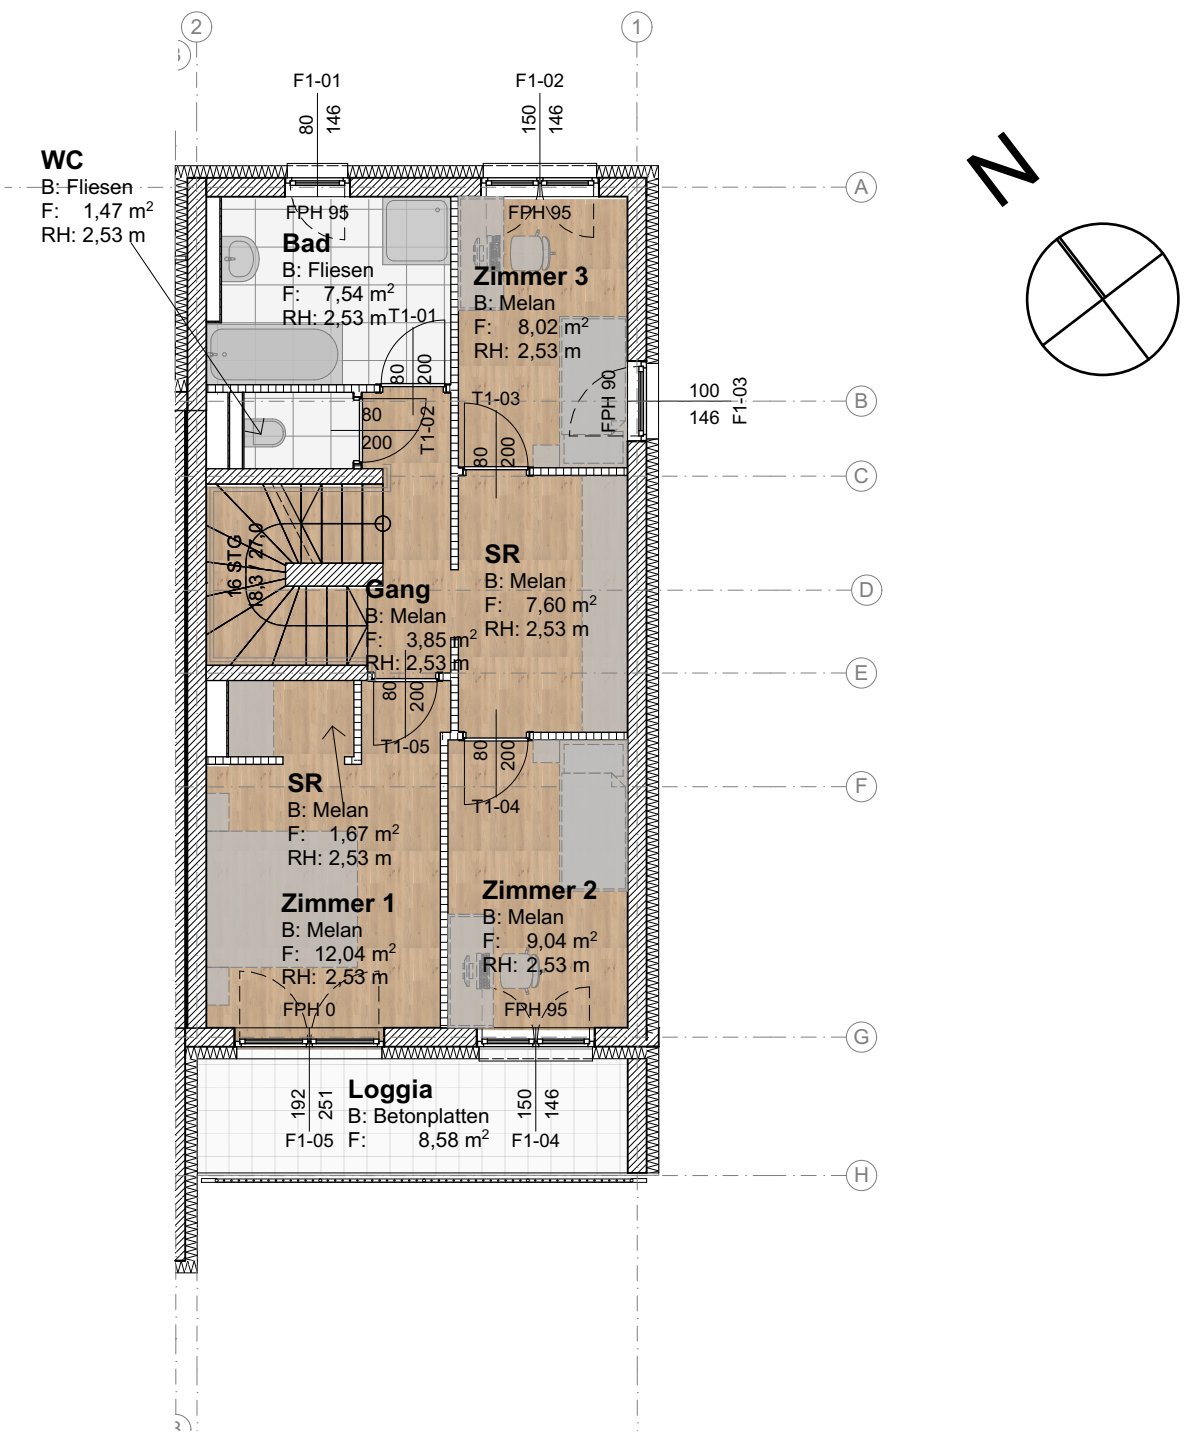 2
1
F1-01
80
146
F1-02
150
146
WC
B: Fliesen
F: 1,47 m²
RH: 2,53 m
N
A
FPH 95
Bad
B: Fliesen
F: 7,54 m²
RH: 2,53 m
T1-01
80
200
FPH 95
Zimmer 3
B: Melan
F: 8,02 m²
RH: 2,53 m
FPH 90
100
146
F1-03
B
80
200
T1-02
T1-03
80
200
C
16 STG
18,3 / 27,0
SR
B: Melan
F: 7,60 m²
RH: 2,53 m
D
Gang
B: Melan
F: 3,85 m²
RH: 2,53 m
E
80
200
T1-05
80
200
T1-04
F
SR
B: Melan
F: 1,67 m²
RH: 2,53 m
Zimmer 1
B: Melan
F: 12,04 m²
RH: 2,53 m
FPH 0
Zimmer 2
B: Melan
F: 9,04 m²
RH: 2,53 m
FPH 95
G
192
251
F1-05
Loggia
B: Betonplatten
F: 8,58 m²
150
146
F1-04
H